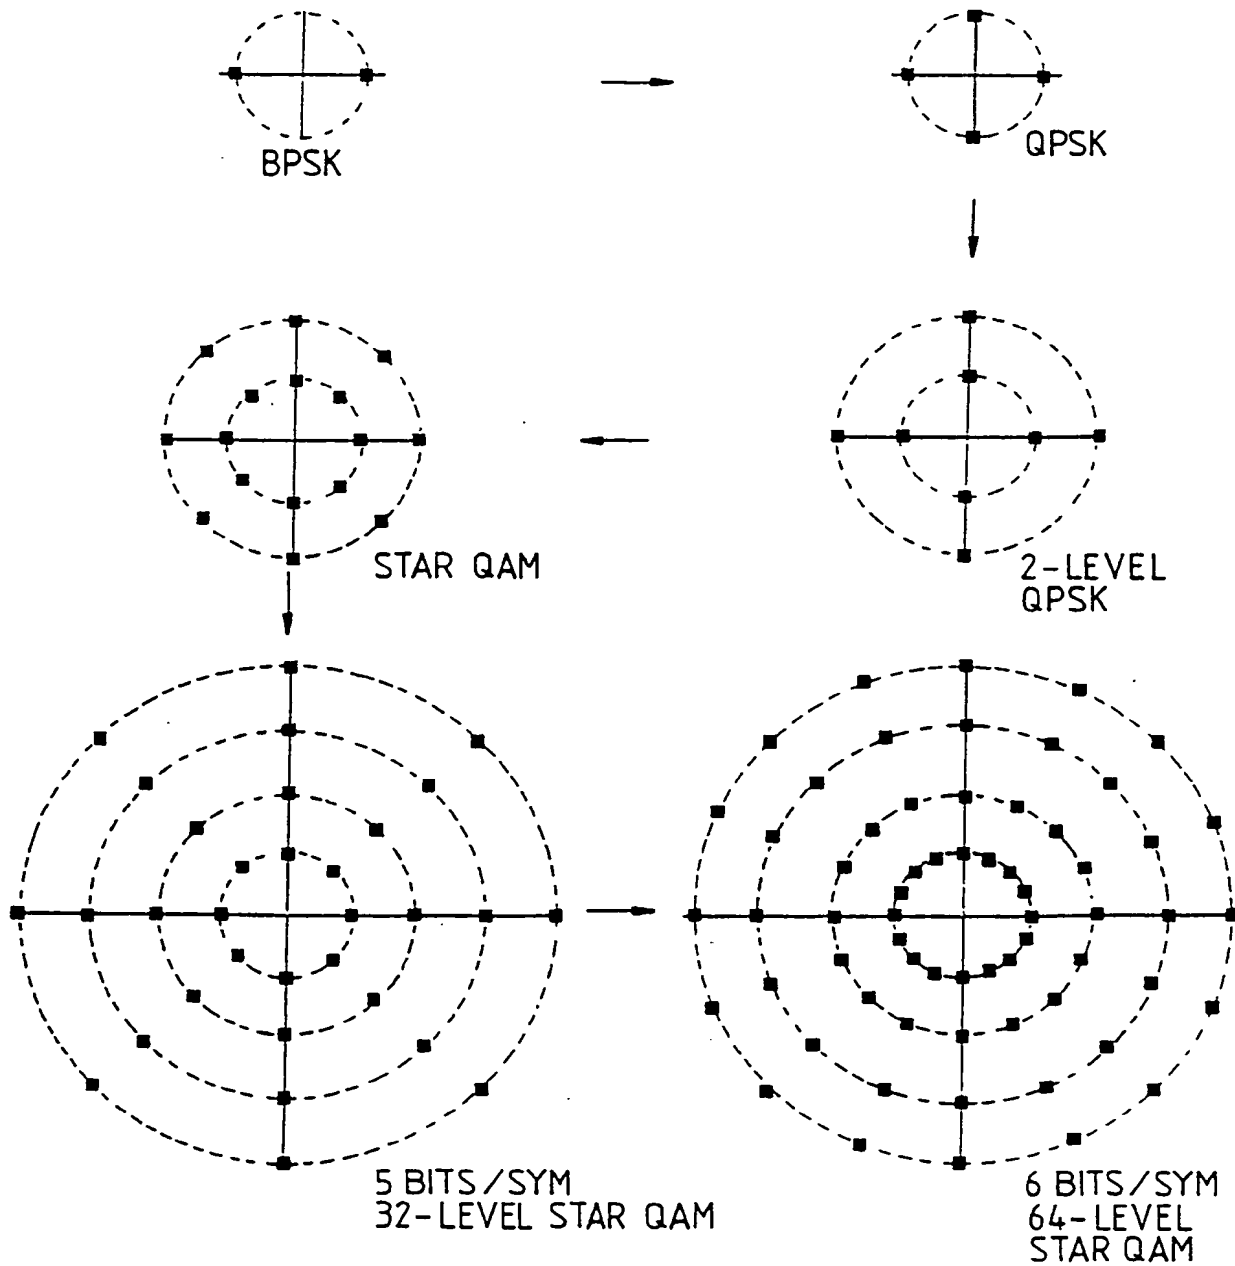 BPSK
QPSK
STAR QAM
2-LEVEL
QPSK
5 BITS/SYM
32-LEVEL STAR QAM
6 BITS/SYM
64-LEVEL
STAR QAM